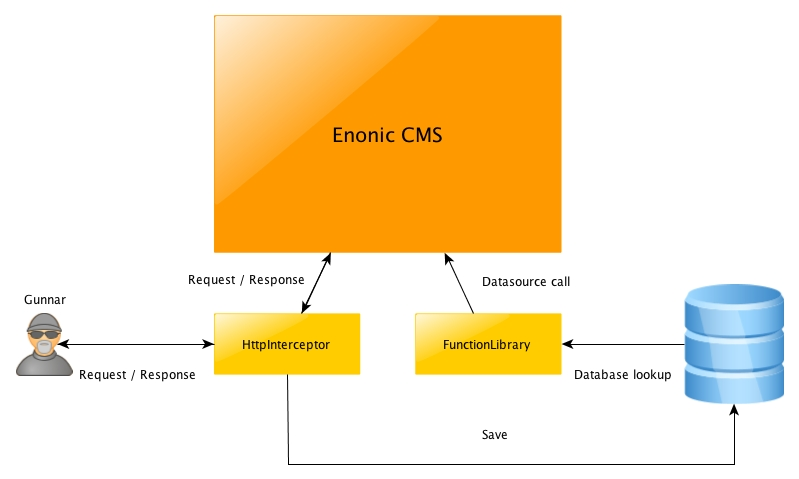 Enonic CMS
Request / Response
Datasource call
Gunnar
HttpInterceptor
FunctionLibrary
Request / Response
Database lookup
Save